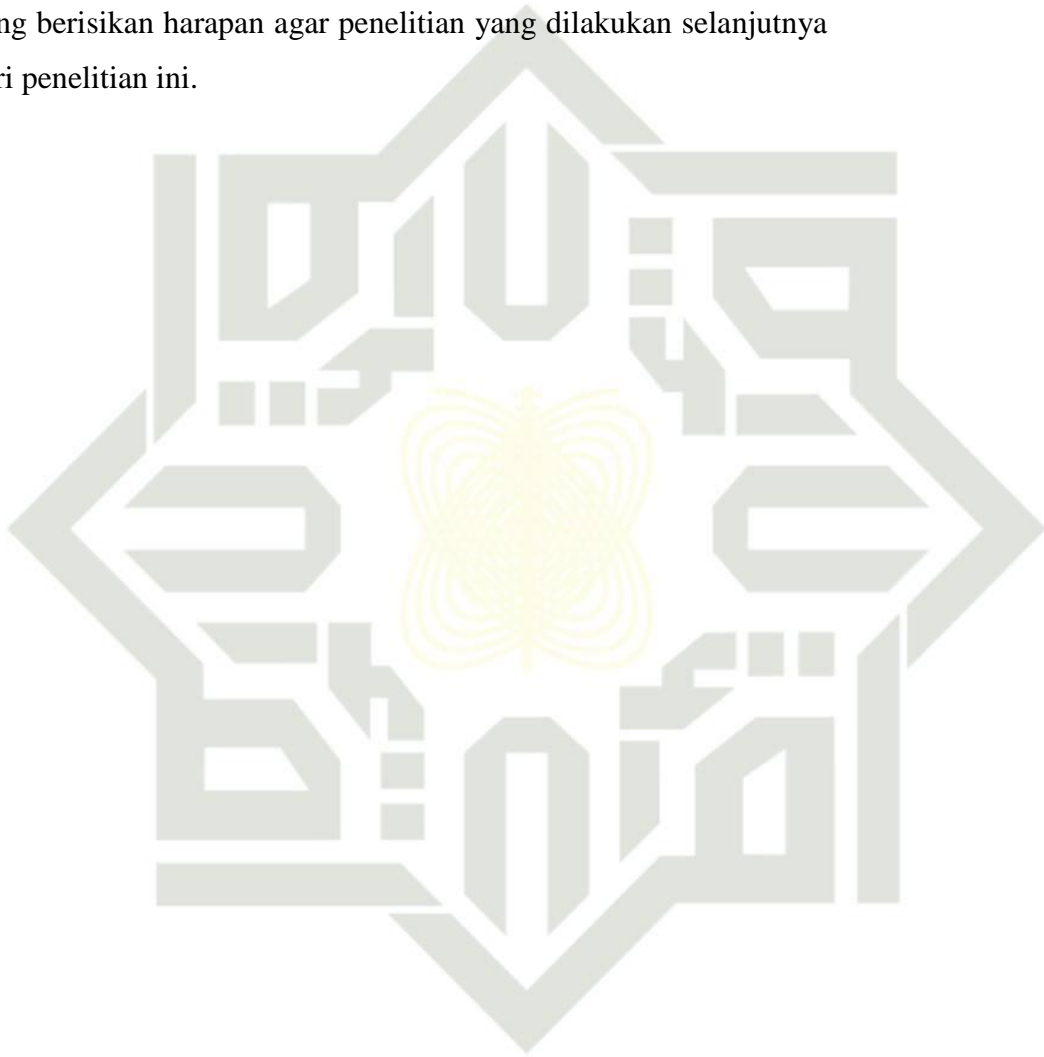 ng berisikan harapan agar penelitian yang dilakukan selanjutnya
ri penelitian ini.